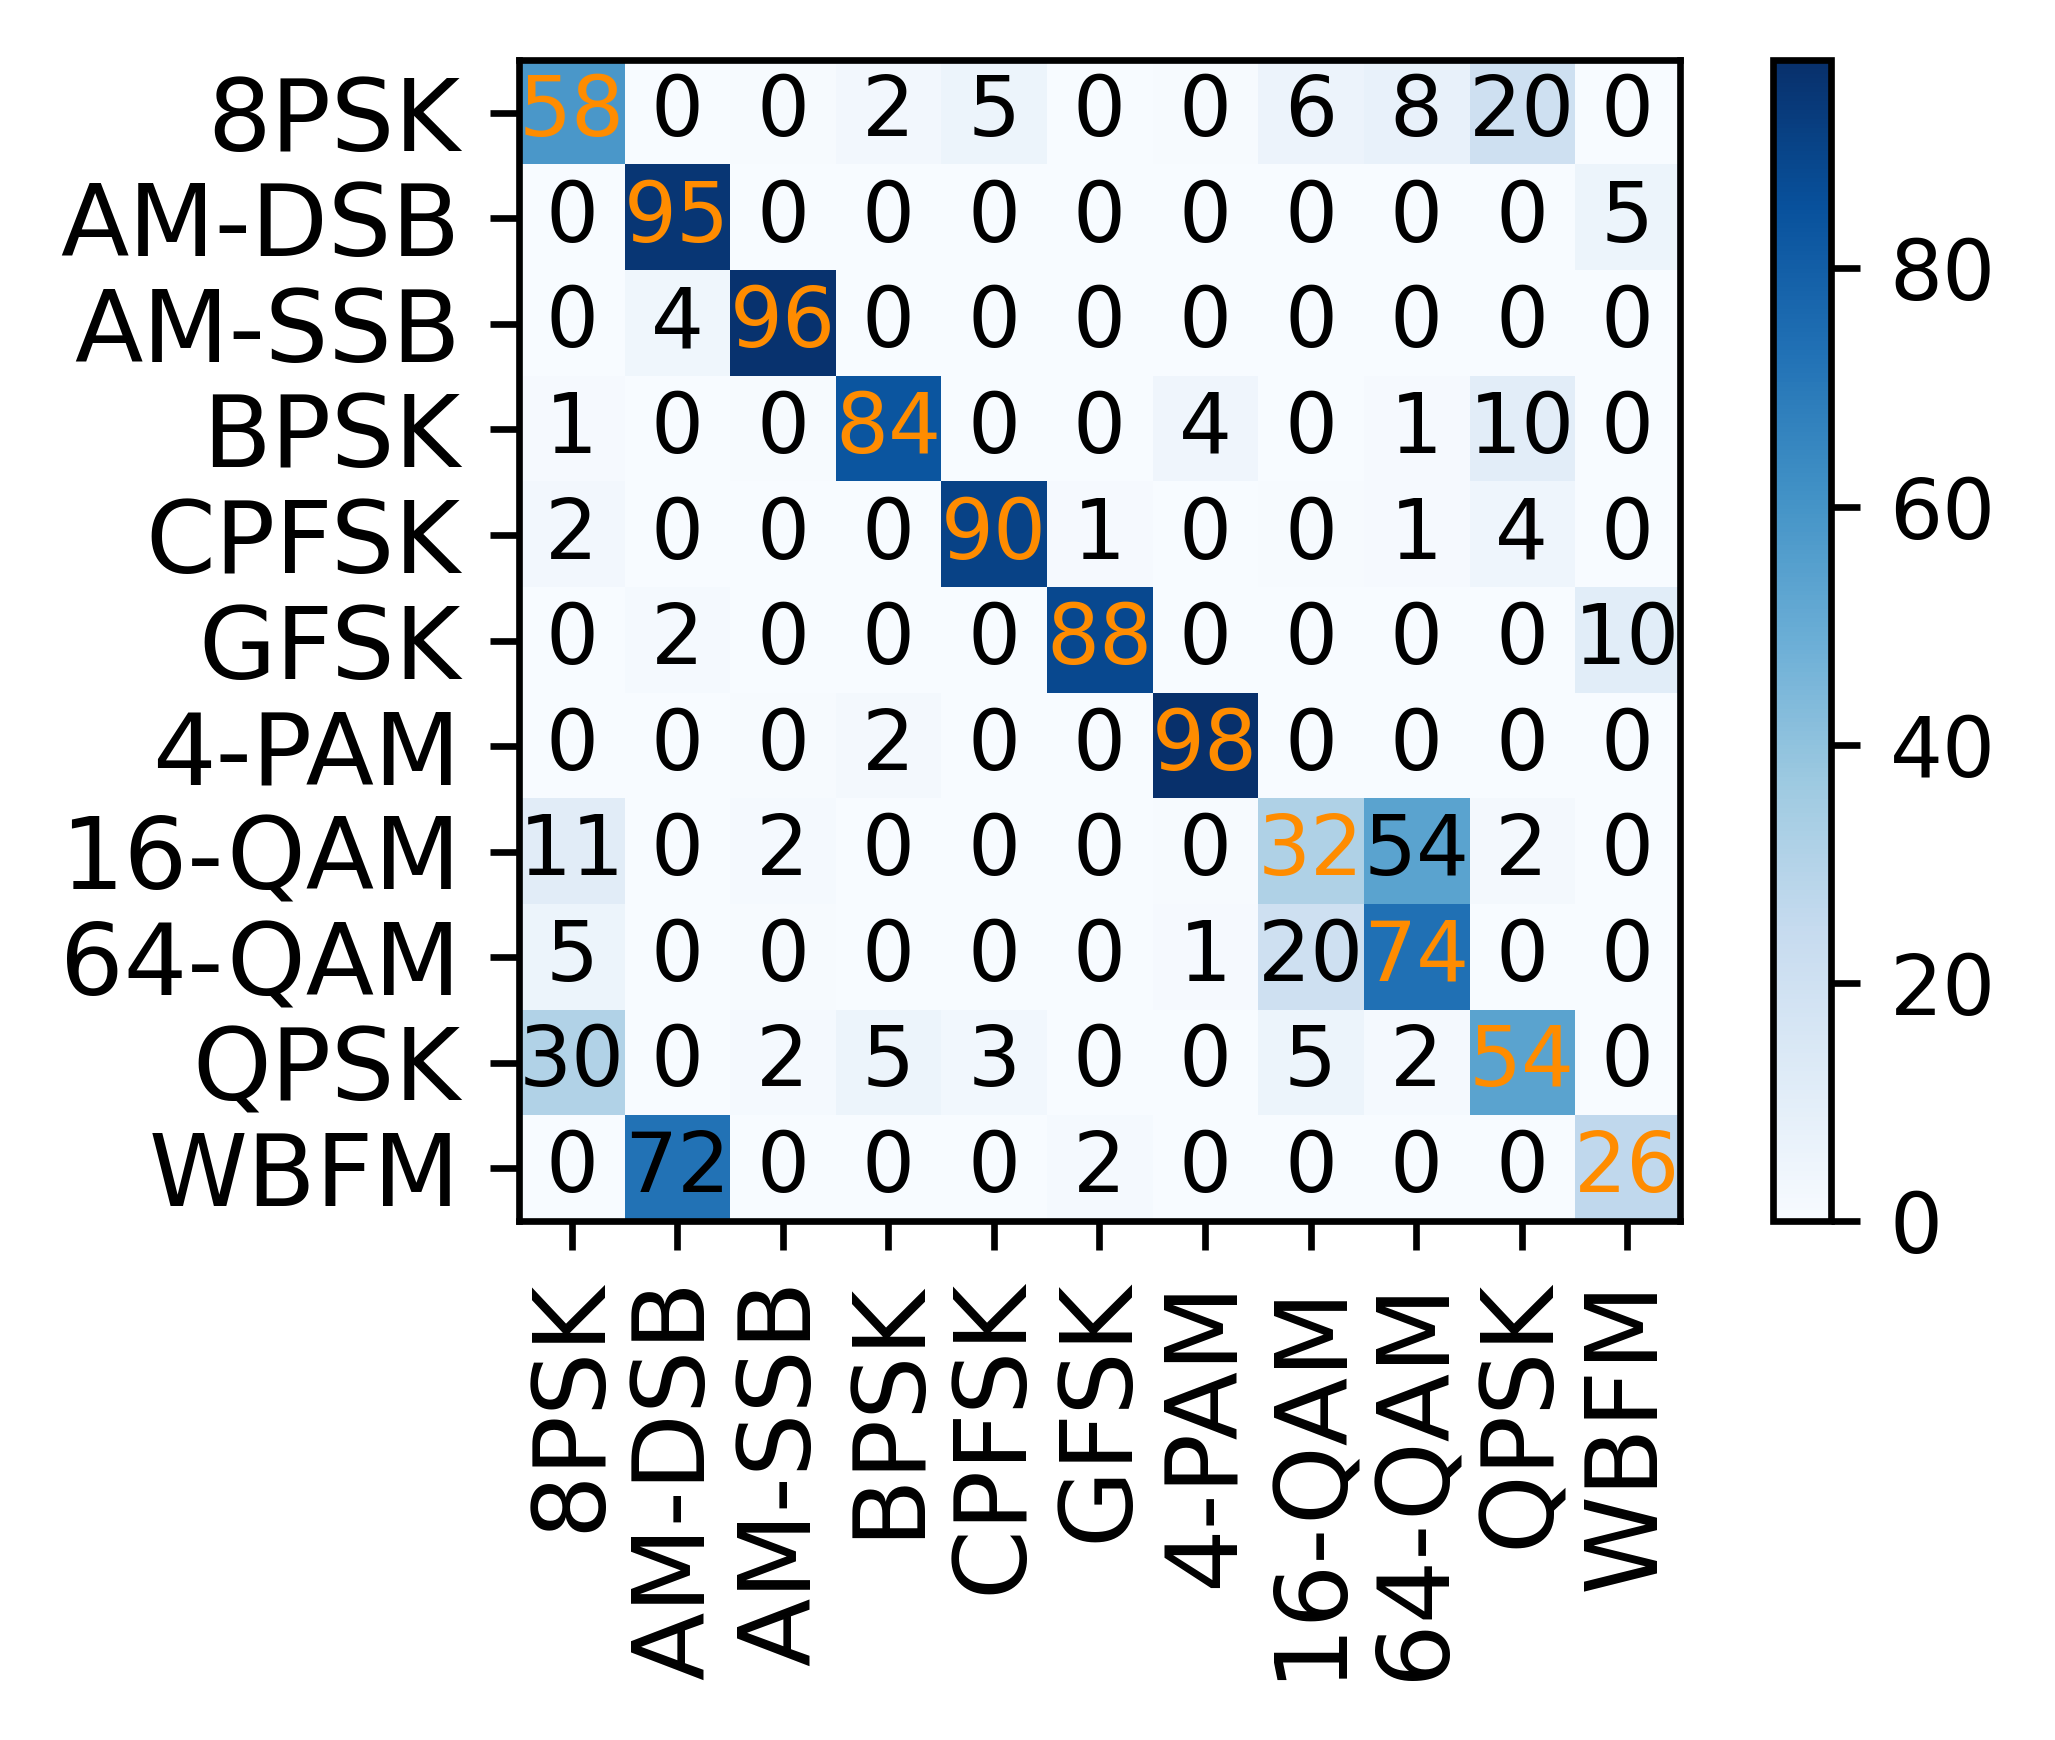 8PSK 58 0 0 2 5 0 0 6 8 20 0
AM-DSB 0 95 0 0 0 0 0 0 0 0 5
AM-SSB 0 4 96 0 0 0 0 0 0 0 0
BPSK 1 0 0 84 0 0 4 0 1 10 0
CPFSK 2 0 0 0 90 1 0 0 1 4 0
GFSK 0 2 0 0 0 88 0 0 0 0 10
4-PAM 0 0 0 2 0 0 98 0 0 0 0
16-QAM 11 0 2 0 0 0 0 32 54 2 0
64-QAM 5 0 0 0 0 0 1 20 74 0 0
QPSK 30 0 2 5 3 0 0 5 2 54 0
WBFM 0 72 0 0 0 2 0 0 0 0 26
8PSK
AM-DSB
AM-SSB
BPSK
CPFSK
GFSK
4-PAM
16-QAM
64-QAM
QPSK
WBFM
80
60
40
20
0